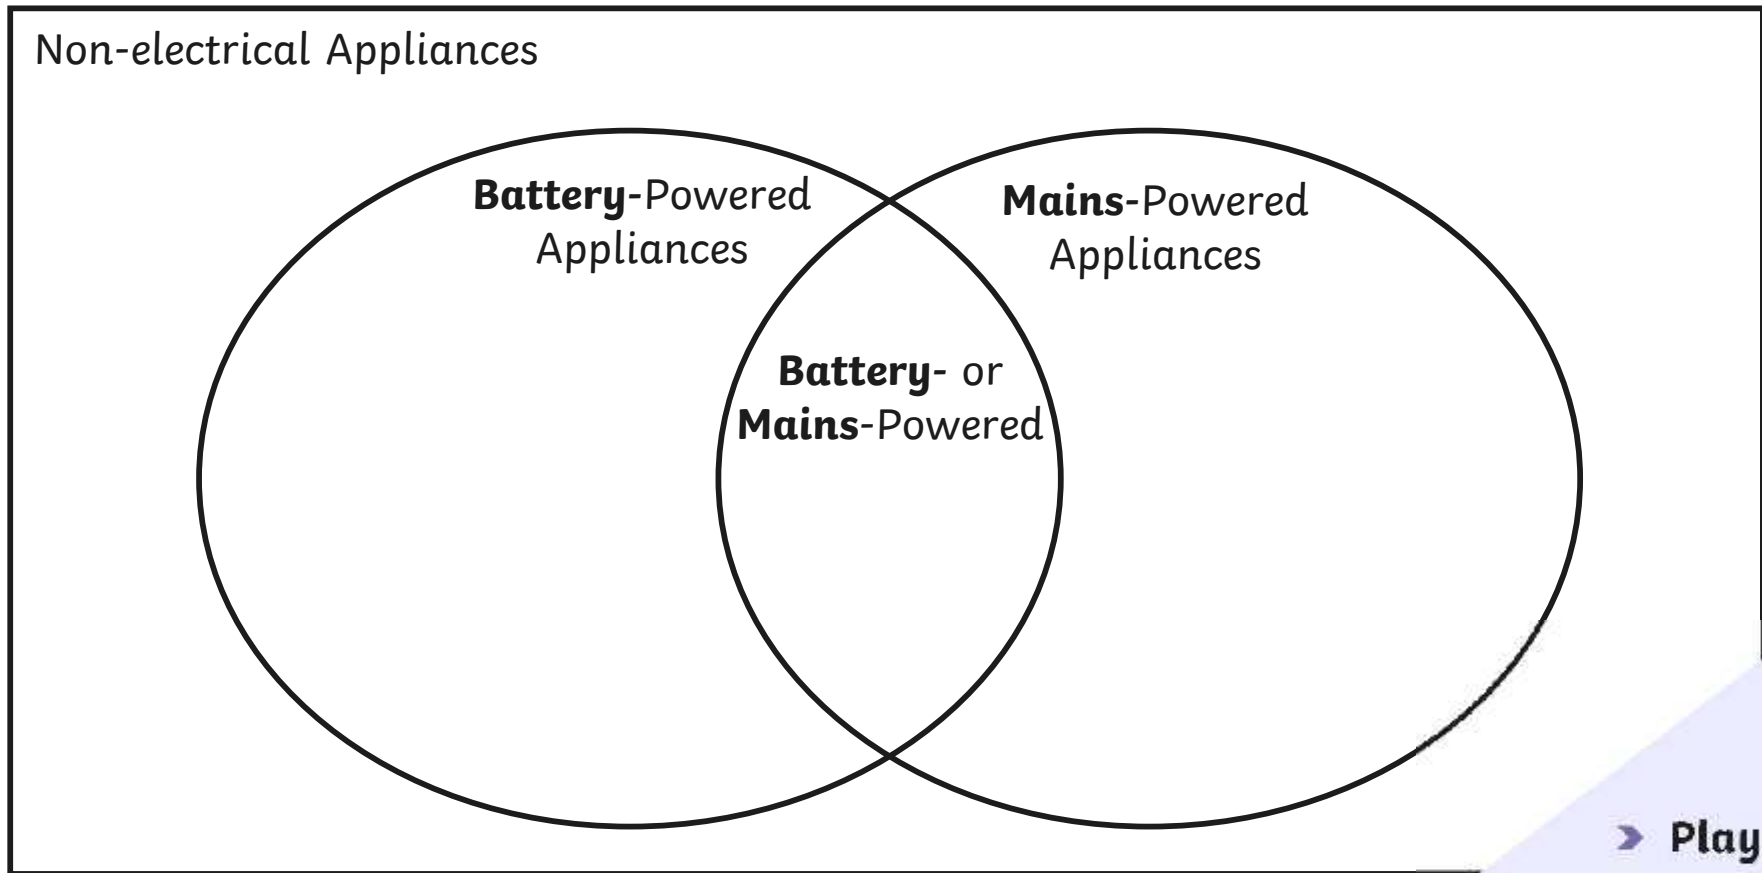 Non-electrical Appliances
Battery-Powered
Appliances
Mains-Powered
Appliances
Battery- or
Mains-Powered
Play